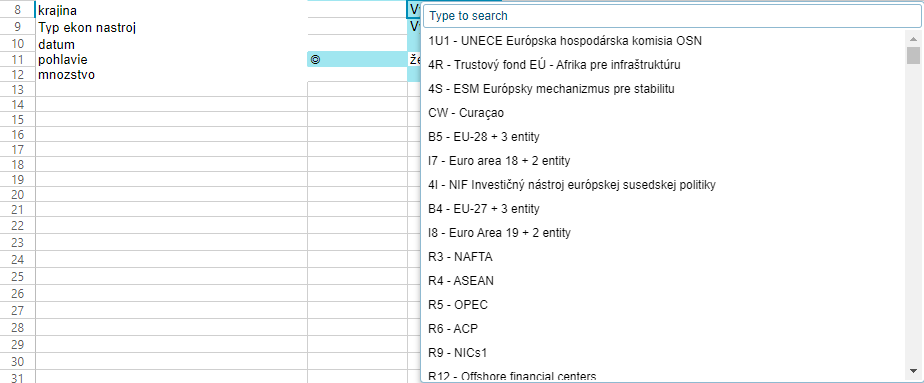 8 krajina V
9 Typ ekon nastroj V
10 datum
11 pohlavie © že
12 mnozstvo
13
14
15
16
17
18
19
20
21
22
23
24
25
26
27
28
29
30
31
Type to search
1U1 - UNECE Európska hospodárska komisia OSN
4R - Trustový fond EÚ - Afrika pre infraštruktúru
4S - ESM Európsky mechanizmus pre stabilitu
CW - Curaçao
B5 - EU-28 + 3 entity
I7 - Euro area 18 + 2 entity
4I - NIF Investičný nástroj európskej susedskej politiky
B4 - EU-27 + 3 entity
I8 - Euro Area 19 + 2 entity
R3 - NAFTA
R4 - ASEAN
R5 - OPEC
R6 - ACP
R9 - NICs1
R12 - Offshore financial centers